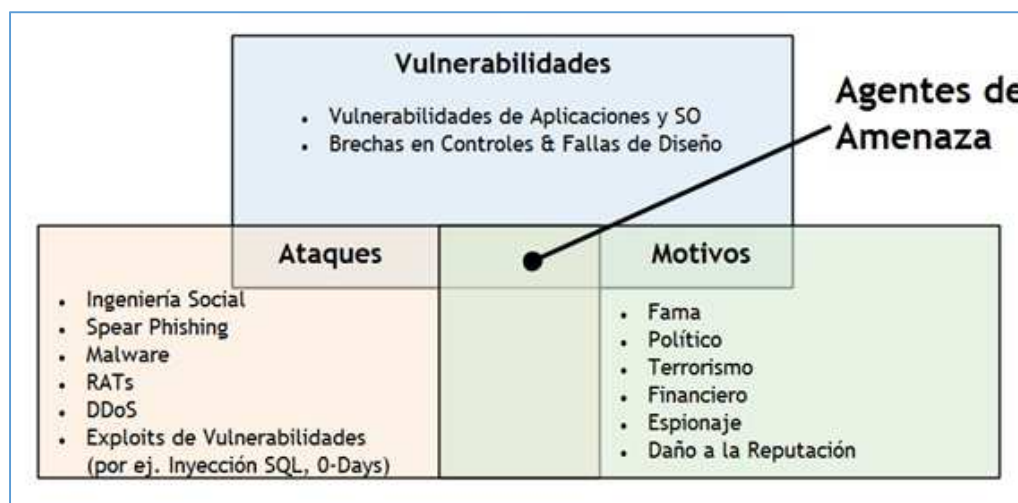 Vulnerabilidades
• Vulnerabilidades de Aplicaciones y SO
• Brechas en Controles & Fallas de Diseño
Agentes de
Amenaza
Ataques
• Ingeniería Social
• Spear Phishing
• Malware
• RATs
• DDoS
• Exploits de Vulnerabilidades
(por ej. Inyección SQL, 0-Days)
Motivos
• Fama
• Político
• Terrorismo
• Financiero
• Espionaje
• Daño a la Reputación